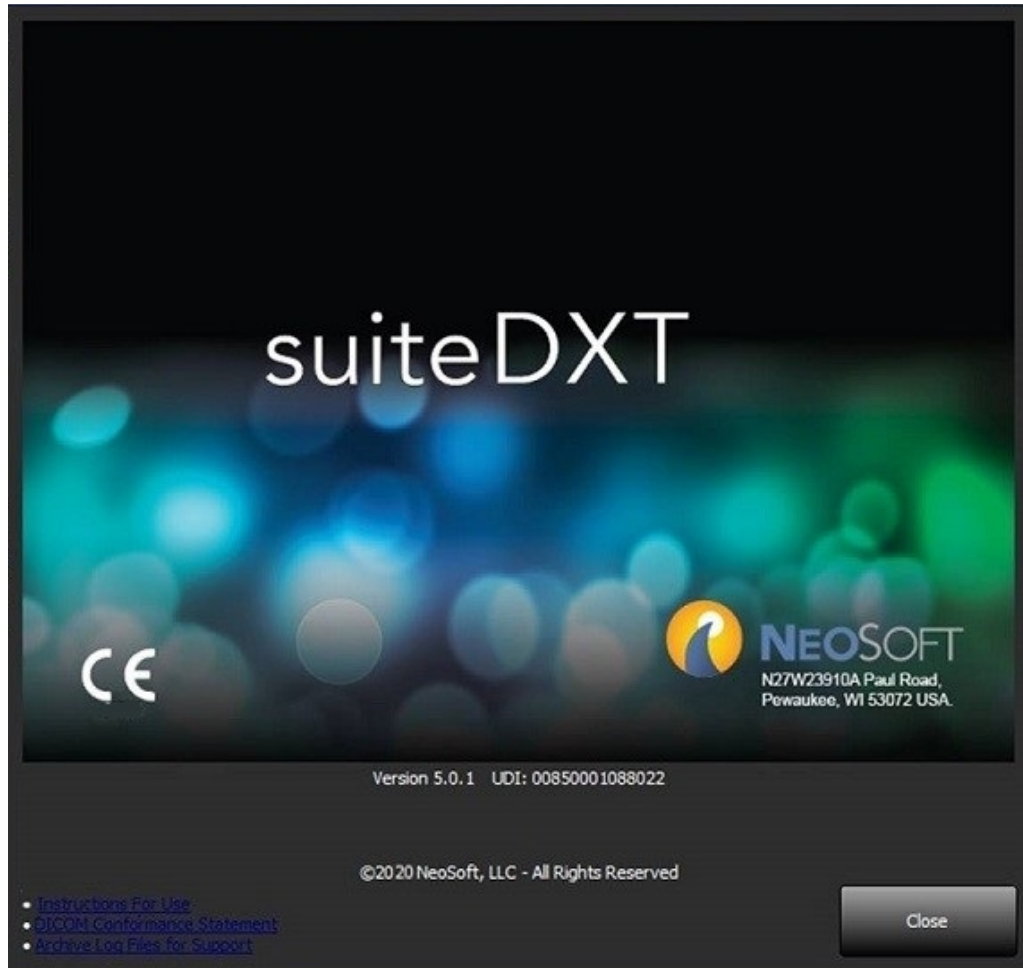 suiteDXT
CE
NEOSOFT
N27W23910A Paul Road,
Pewaukee, WI 53072 USA.
Version 5.0.1 UDI: 00850001088022
©2020 NeoSoft, LLC - All Rights Reserved
• Instructions For Use
• DICOM Conformance Statement
• Archive Log Files for Support
Close